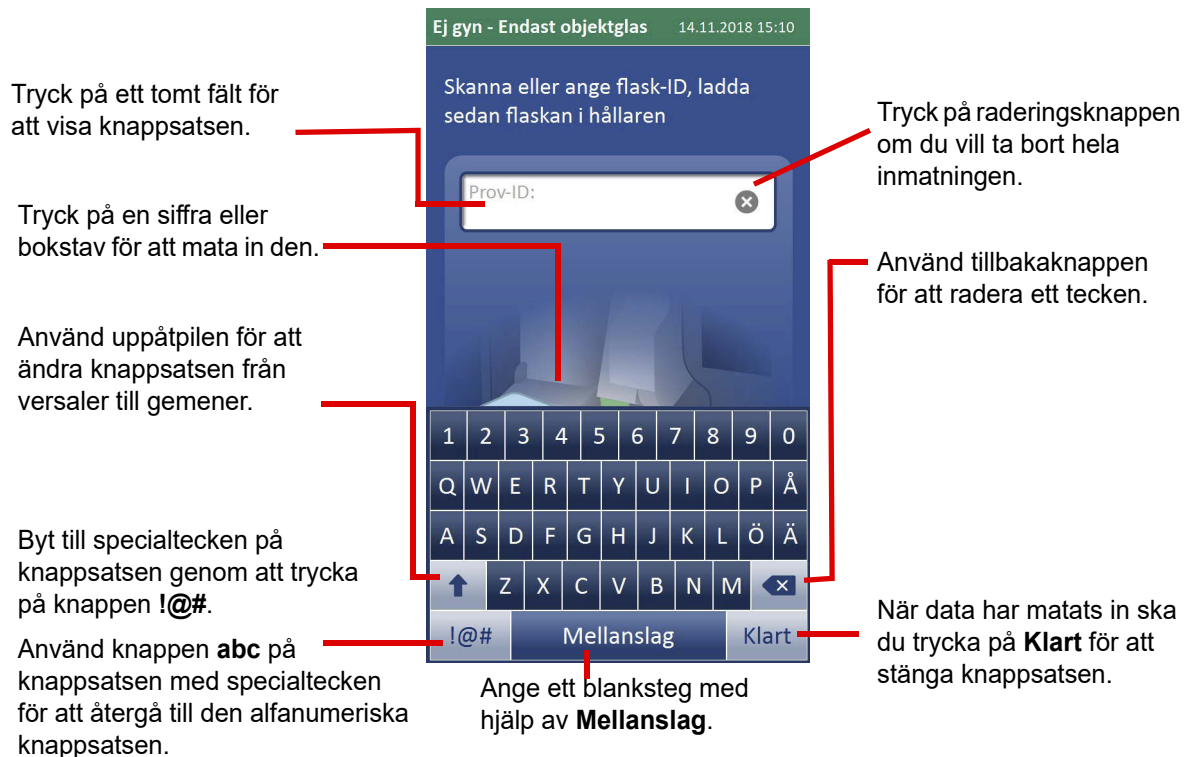 Ej gyn - Endast objektglas 14.11.2018 15:10
Skanna eller ange flask-ID, ladda
sedan flaskan i hållaren
Prov-ID:
1 2 3 4 5 6 7 8 9 0
Q W E R T Y U I O P Å
A S D F G H J K L Ö Ä
Z X C V B N M
!@# Mellanslag Klart
Tryck på ett tomt fält för
att visa knappsatsen.
Tryck på en siffra eller
bokstav för att mata in den.
Använd uppåtpilen för att
ändra knappsatsen från
versaler till gemener.
Byt till specialtecken på
knappsatsen genom att trycka
på knappen !@#.
Använd knappen abc på
knappsatsen med specialtecken
för att återgå till den alfanumeriska
knappsatsen.
Ange ett blanksteg med
hjälp av Mellanslag.
Tryck på raderingsknappen
om du vill ta bort hela
inmatningen.
Använd tillbakaknappen
för att radera ett tecken.
När data har matats in ska
du trycka på Klart för att
stänga knappsatsen.